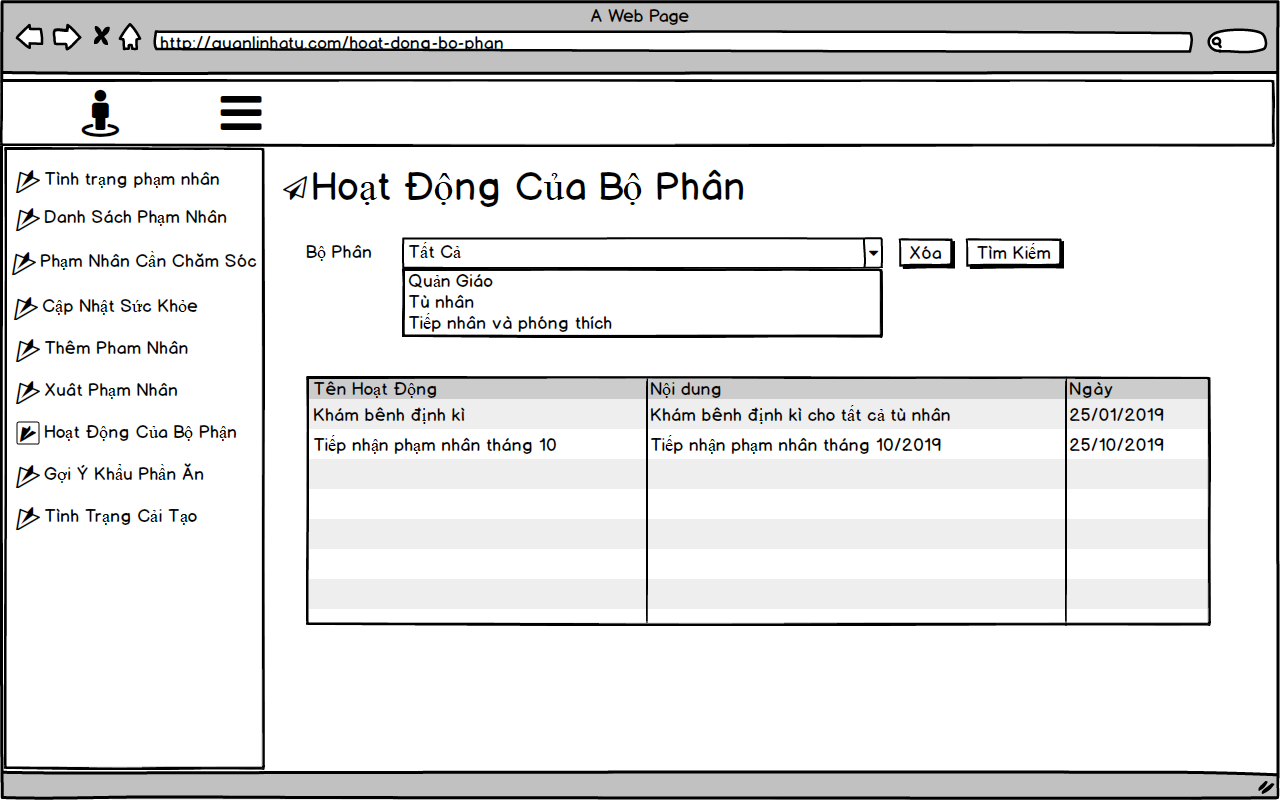 A Web Page
http://quanlinhatu.com/hoat-dong-bo-phan
Tình trạng phạm nhân
Danh Sách Phạm Nhân
Phạm Nhân Cần Chăm Sóc
Cập Nhật Sức Khỏe
Thêm Pham Nhân
Xuât Phạm Nhân
Hoạt Động Của Bộ Phận
Gợi Ý Khẩu Phần Ăn
Tình Trạng Cải Tạo
Hoạt Động Của Bộ Phân
Bộ Phân
Tất Cả
Xóa
Tìm Kiếm
Quản Giáo
Tù nhân
Tiếp nhân và phóng thích
Tên Hoạt Động Nội dung Ngày
Khám bênh định kì Khám bênh định kì cho tất cả tù nhân 25/01/2019
Tiếp nhận phạm nhân tháng 10 Tiếp nhận phạm nhân tháng 10/2019 25/10/2019